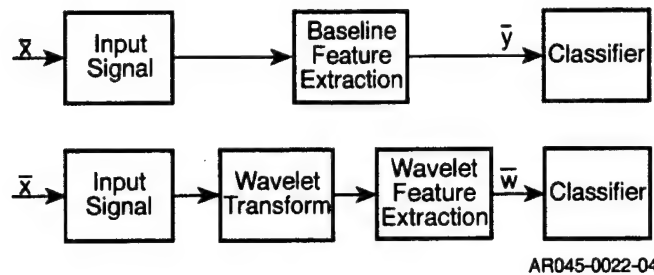 x̅
Input
Signal
Baseline
Feature
Extraction
y̅
Classifier
x̅
Input
Signal
Wavelet
Transform
Wavelet
Feature
Extraction
w̅
Classifier
AR045-0022-04